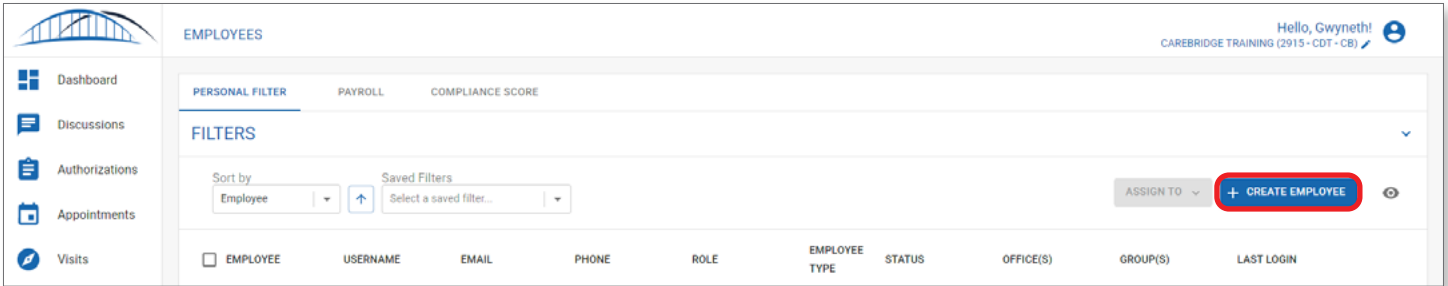 EMPLOYEES
Hello, Gwyneth!
CAREBRIDGE TRAINING (2915 - CDT - CB)
Dashboard
Discussions
Authorizations
Appointments
Visits
PERSONAL FILTER PAYROLL COMPLIANCE SCORE
FILTERS
Sort by Saved Filters
Employee Select a saved filter... ASSIGN TO + CREATE EMPLOYEE
EMPLOYEE USERNAME EMAIL PHONE ROLE EMPLOYEE TYPE STATUS OFFICE(S) GROUP(S) LAST LOGIN